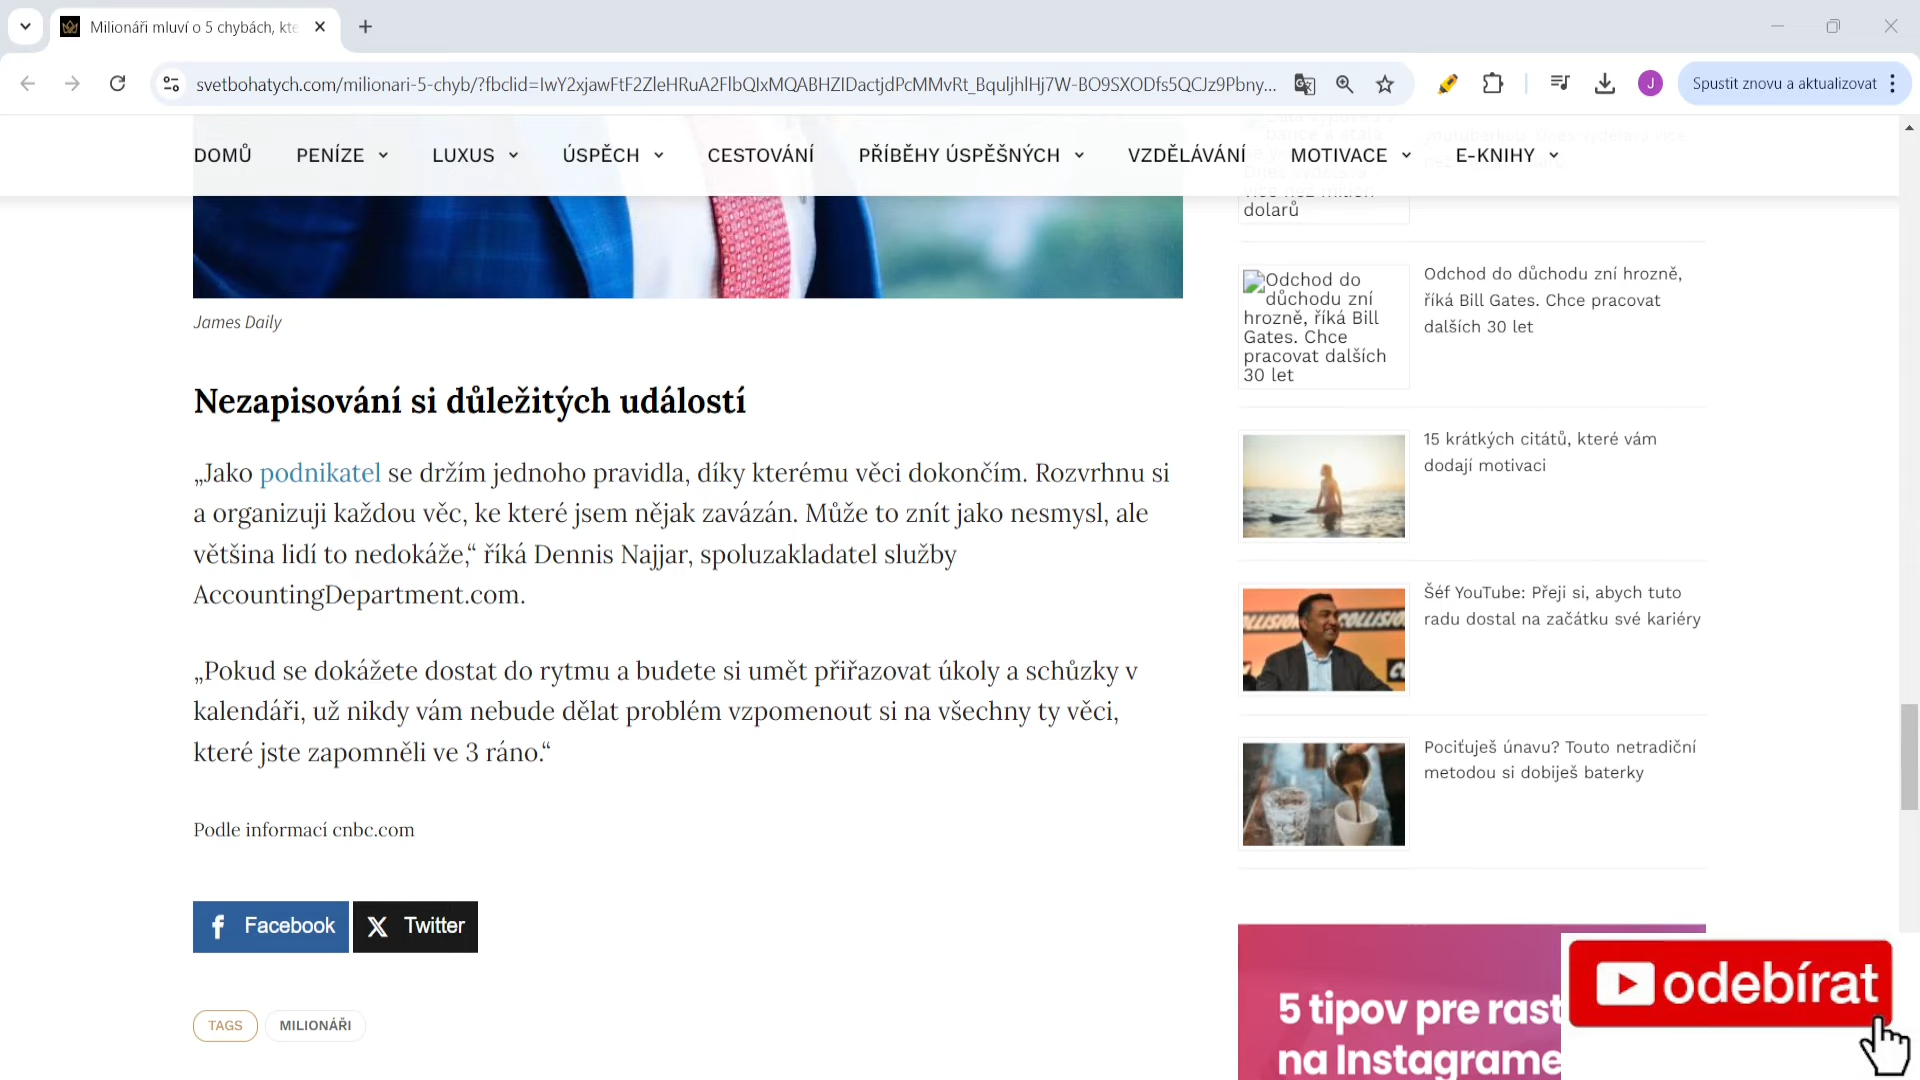 Milionáři mluví o 5 chybách, kte
svetbohatych.com/milionari-5-chyb/?fbclid=IwY2xjawFtF2ZleHRuA2FlbQIxMQABHZIDactjdPcMMvRt_BquljhlHj7W-BO9SXODfs5QCJz9Pbny...
J
Spustit znovu a aktualizovat
DOMŮ PENÍZE LUXUS ÚSPĚCH CESTOVÁNÍ PŘÍBĚHY ÚSPĚŠNÝCH VZDĚLÁVÁNÍ MOTIVACE E-KNIHY
dolarů
James Daily
Nezapisování si důležitých událostí
„Jako podnikatel se držím jednoho pravidla, díky kterému věci dokončím. Rozvrhnu si
a organizuji každou věc, ke které jsem nějak zavázán. Může to znít jako nesmysl, ale
většina lidí to nedokáže,“ říká Dennis Najjar, spoluzakladatel služby
AccountingDepartment.com.
„Pokud se dokážete dostat do rytmu a budete si umět přiřazovat úkoly a schůzky v
kalendáři, už nikdy vám nebude dělat problém vzpomenout si na všechny ty věci,
které jste zapomněli ve 3 ráno.“
Podle informací cnbc.com
Facebook Twitter
TAGS MILIONÁŘI
Odchod do
důchodu zní
hrozně, říká Bill
Gates. Chce
pracovat dalších
30 let
Odchod do důchodu zní hrozně,
říká Bill Gates. Chce pracovat
dalších 30 let
15 krátkých citátů, které vám
dodají motivaci
Šéf YouTube: Přeji si, abych tuto
radu dostal na začátku své kariéry
COLLISION
Pociťuješ únavu? Touto netradiční
metodou si dobiješ baterky
5 tipov pre rast
na Instagrame
odebírat